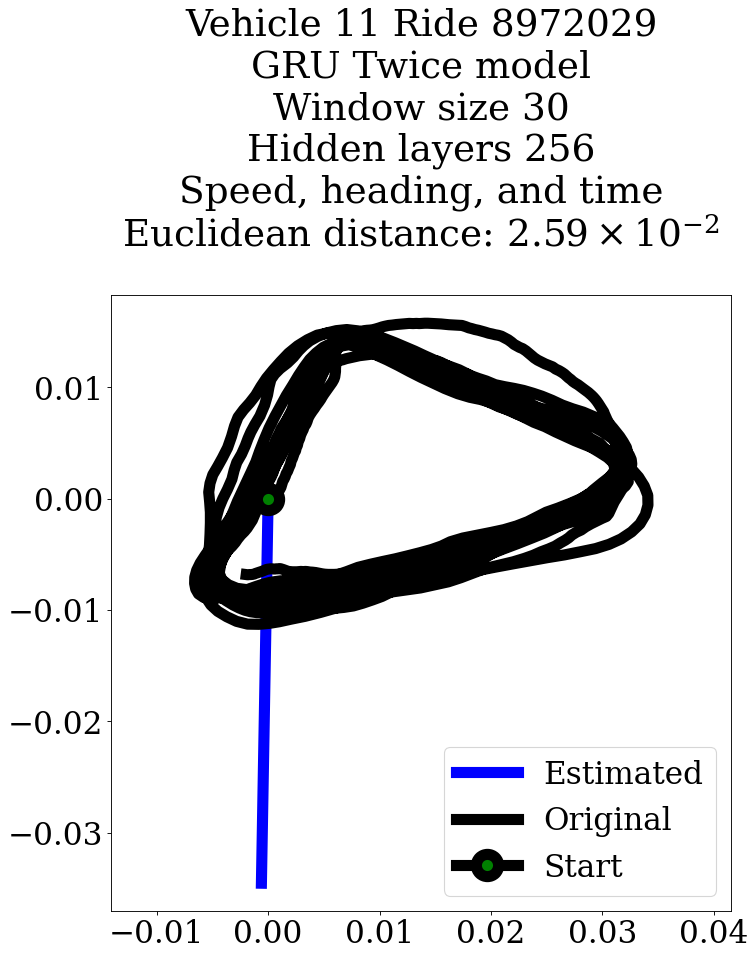 Vehicle 11 Ride 8972029
GRU Twice model
Window size 30
Hidden layers 256
Speed, heading, and time
Euclidean distance: 2.59 × 10⁻²
0.01
0.00
−0.01
−0.02
−0.03
Estimated
Original
Start
−0.01 0.00 0.01 0.02 0.03 0.04